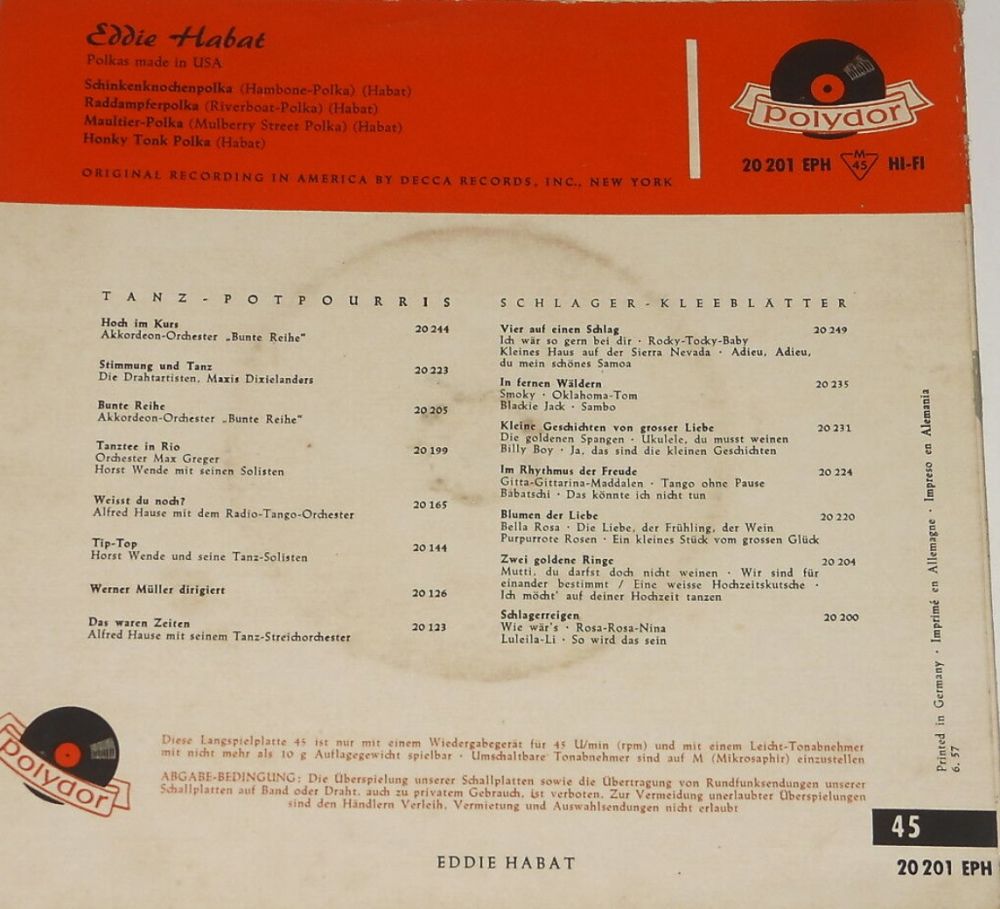 Eddie Habat
Polkas made in USA
Schinkenknochenpolka (Hambone-Polka) (Habat)
Raddampferpolka (Riverboat-Polka) (Habat)
Maultier-Polka (Mulberry Street Polka) (Habat)
Honky Tonk Polka (Habat)
ORIGINAL RECORDING IN AMERICA BY DECCA RECORDS, INC., NEW YORK
polydor
20 201 EPH M 45 HI-FI
TANZ-POTPOURRIS
Hoch im Kurs 20 244
Akkordeon-Orchester „Bunte Reihe"
Stimmung und Tanz 20 223
Die Drahtartisten, Maxis Dixielanders
Bunte Reihe 20 205
Akkordeon-Orchester „Bunte Reihe"
Tanztee in Rio 20 199
Orchester Max Greger
Horst Wende mit seinen Solisten
Weisst du noch? 20 165
Alfred Hause mit dem Radio-Tango-Orchester
Tip-Top 20 144
Horst Wende und seine Tanz-Solisten
Werner Müller dirigiert 20 126
Das waren Zeiten 20 123
Alfred Hause mit seinem Tanz-Streichorchester
SCHLAGER-KLEEBLÄTTER
Vier auf einen Schlag 20 249
Ich wär so gern bei dir · Rocky-Tocky-Baby
Kleines Haus auf der Sierra Nevada · Adieu, Adieu,
du mein schönes Samoa
In fernen Wäldern 20 235
Smoky · Oklahoma-Tom
Blackie Jack · Sambo
Kleine Geschichten von grosser Liebe 20 231
Die goldenen Spangen · Ukulele, du musst weinen
Billy Boy · Ja, das sind die kleinen Geschichten
Im Rhythmus der Freude 20 224
Gitta-Gittarina-Maddalen · Tango ohne Pause
Babatschi · Das könnte ich nicht tun
Blumen der Liebe 20 220
Bella Rosa · Die Liebe, der Frühling, der Wein
Purpurrote Rosen · Ein kleines Stück vom grossen Glück
Zwei goldene Ringe 20 204
Mutti, du darfst doch nicht weinen · Wir sind für
einander bestimmt / Eine weisse Hochzeitskutsche ·
Ich möcht' auf deiner Hochzeit tanzen
Schlagerreigen 20 200
Wie wär's · Rosa-Rosa-Nina
Luleila-Li · So wird das sein
Printed in Germany · Imprimé en Allemagne · Impreso en Alemania
6. 57
polydor
Diese Langspielplatte 45 ist nur mit einem Wiedergabegerät für 45 U/min (rpm) und mit einem Leicht-Tonabnehmer
mit nicht mehr als 10 g Auflagegewicht spielbar · Umschaltbare Tonabnehmer sind auf M (Mikrosaphir) einzustellen
ABGABE-BEDINGUNG: Die Überspielung unserer Schallplatten sowie die Übertragung von Rundfunksendungen unserer
Schallplatten auf Band oder Draht, auch zu privatem Gebrauch, ist verboten. Zur Vermeidung unerlaubter Überspielungen
sind den Händlern Verleih, Vermietung und Auswahlsendungen nicht erlaubt
45
EDDIE HABAT
20 201 EPH